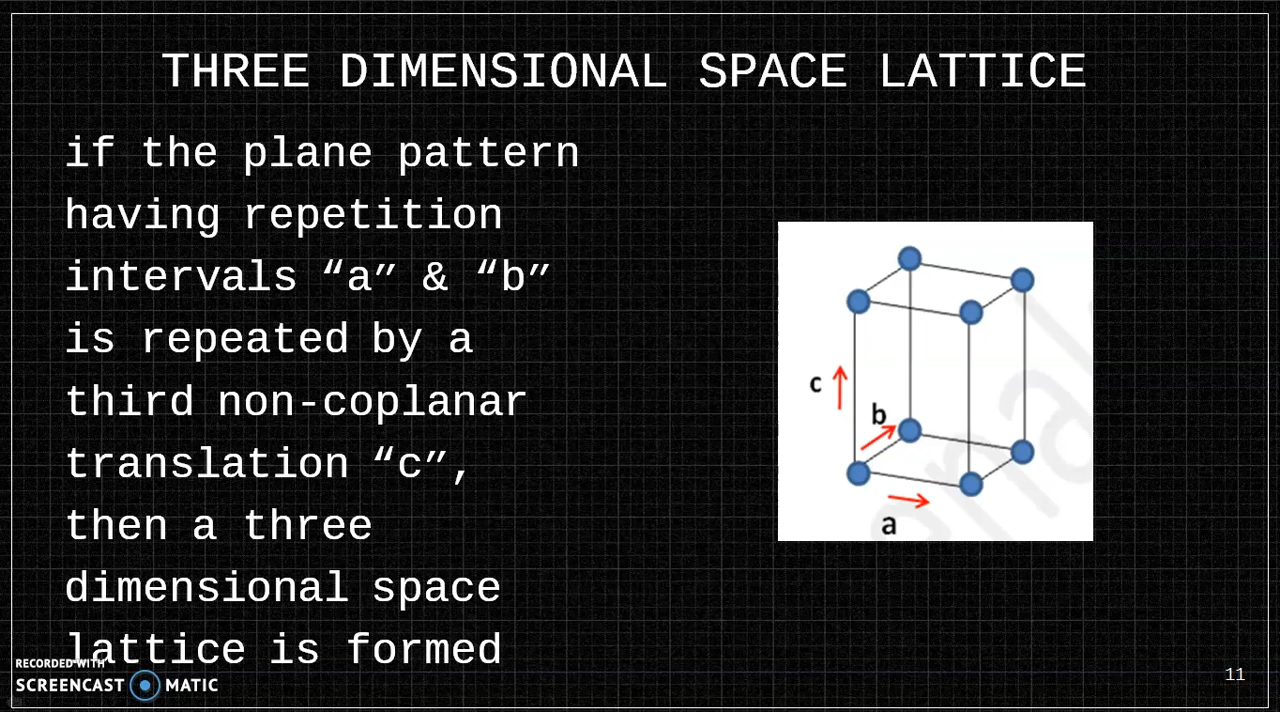 THREE DIMENSIONAL SPACE LATTICE
if the plane pattern
having repetition
intervals “a” & “b”
is repeated by a
third non-coplanar
translation “c”,
then a three
dimensional space
lattice is formed
c
b
a
RECORDED WITH
SCREENCAST MATIC
11